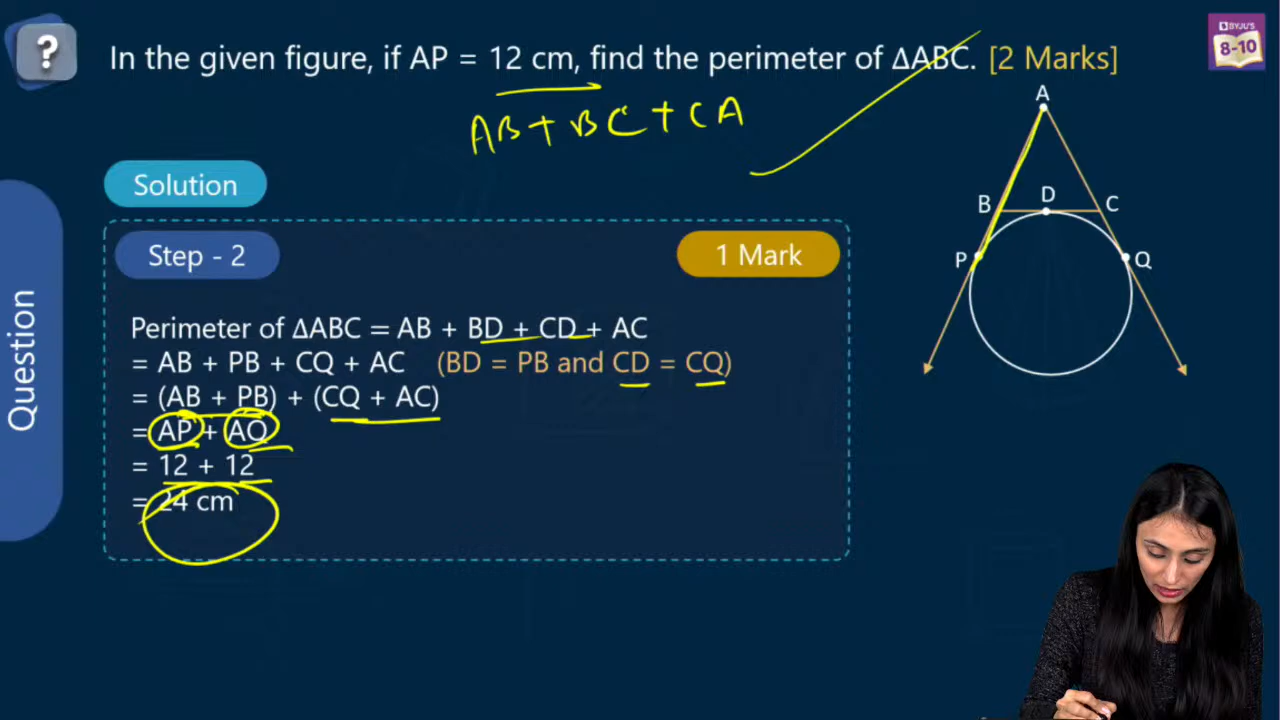 ?
In the given figure, if AP = 12 cm, find the perimeter of ΔABC. [2 Marks]
BYJU'S
8-10
AB + BC + CA
A
Solution
B
D
C
Step - 2
1 Mark
P
Q
Question
Perimeter of ΔABC = AB + BD + CD + AC
= AB + PB + CQ + AC (BD = PB and CD = CQ)
= (AB + PB) + (CQ + AC)
= AP + AQ
= 12 + 12
= 24 cm